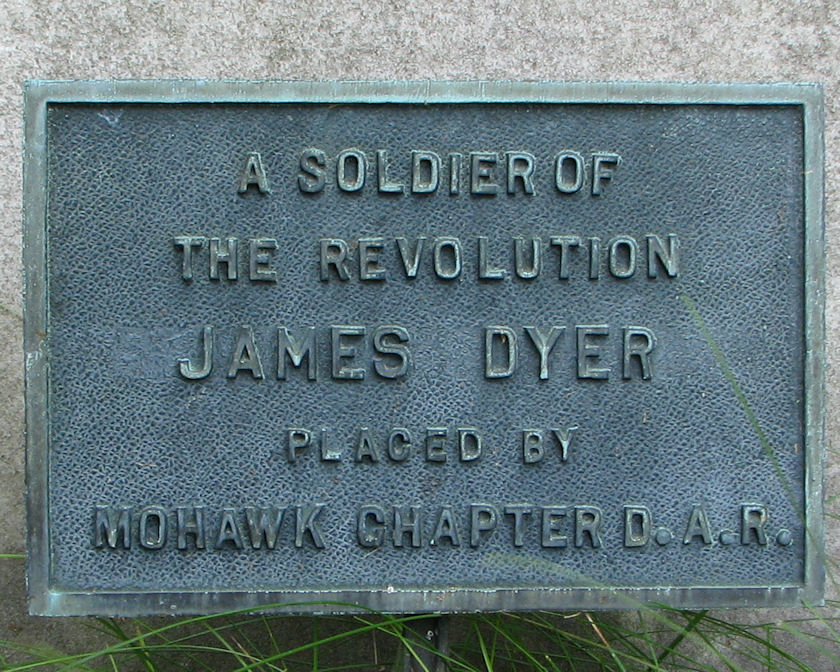 A SOLDIER OF
THE REVOLUTION
JAMES DYER
PLACED BY
MOHAWK CHAPTER D.A.R.